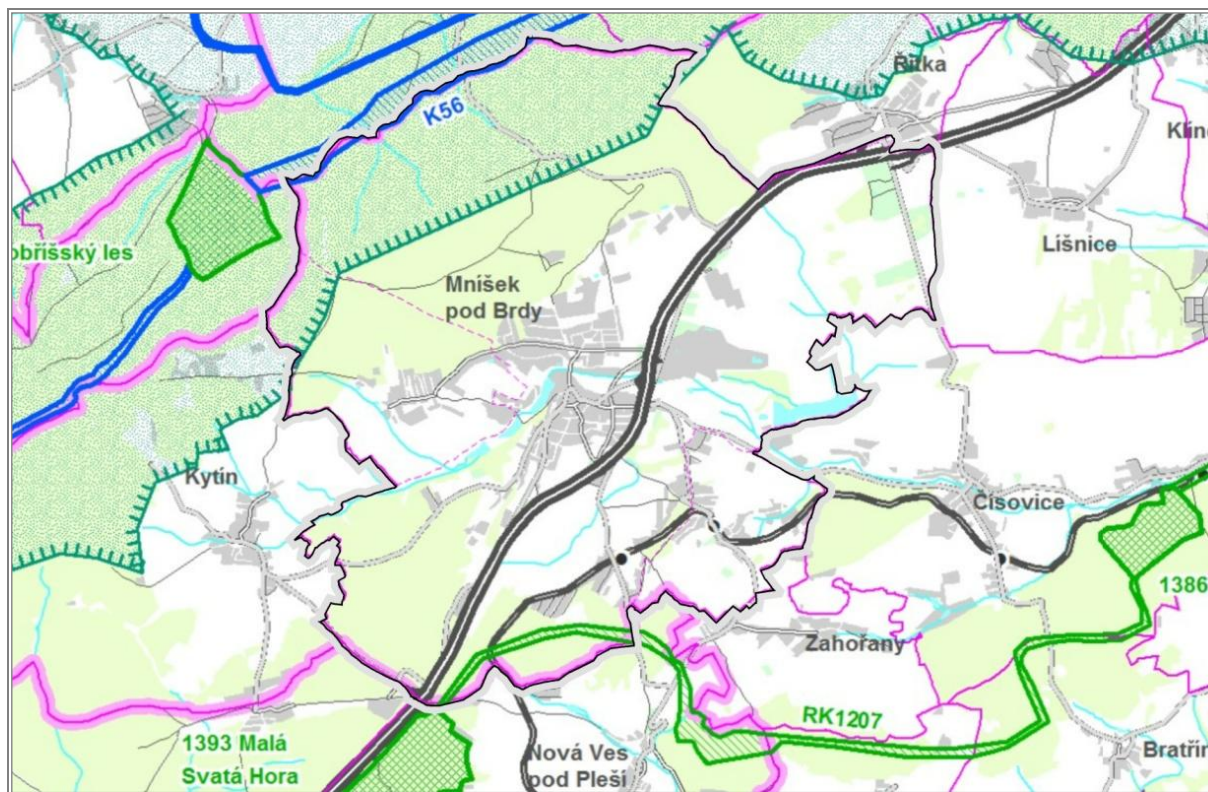 Řitka
K56
Klín
Líšnice
obříšský les
Mníšek
pod Brdy
Kytín
Čisovice
1386
Zahořany
RK1207
1393 Malá
Svatá Hora
Nová Ves
pod Pleší
Bratřín